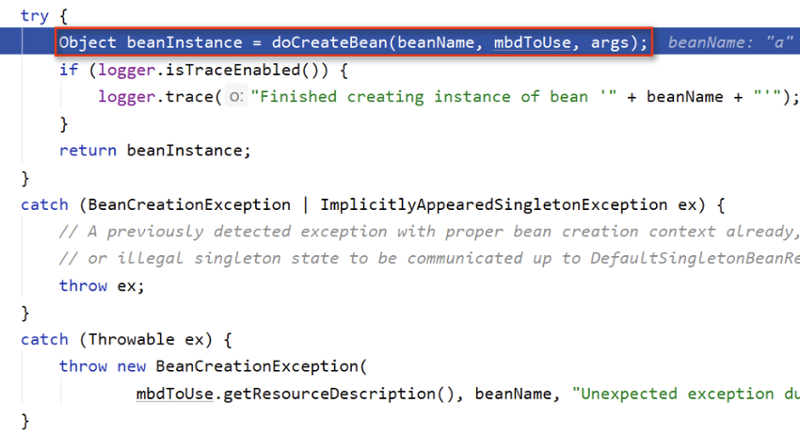 try {
Object beanInstance = doCreateBean(beanName, mbdToUse, args); beanName: "a"
if (logger.isTraceEnabled()) {
logger.trace( o: "Finished creating instance of bean '" + beanName + "'");
}
return beanInstance;
}
catch (BeanCreationException | ImplicitlyAppearedSingletonException ex) {
// A previously detected exception with proper bean creation context already,
// or illegal singleton state to be communicated up to DefaultSingletonBeanRe
throw ex;
}
catch (Throwable ex) {
throw new BeanCreationException(
mbdToUse.getResourceDescription(), beanName, "Unexpected exception du
}